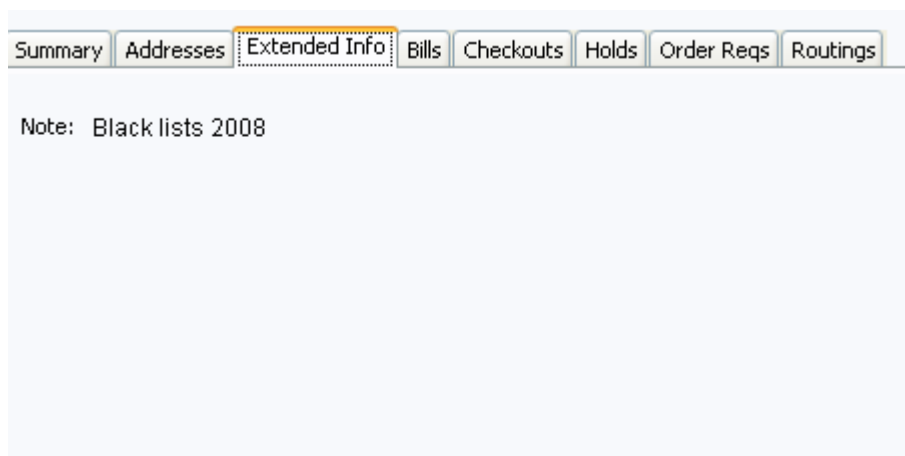 Summary Addresses Extended Info Bills Checkouts Holds Order Reqs Routings
Note: Black lists 2008